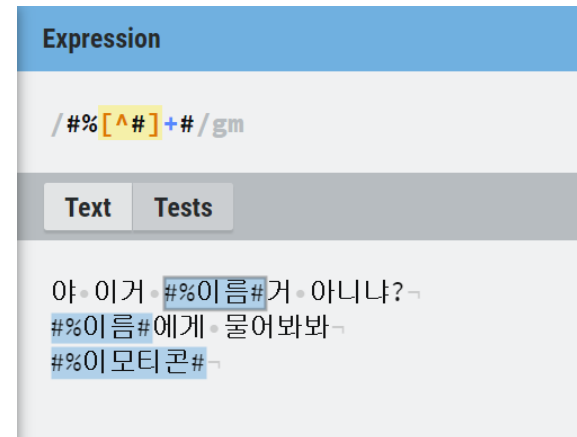 Expression
/#%[^#]+#/gm
Text Tests
야 이거 #%이름#거 아니냐?
#%이름#에게 물어봐봐
#%이모티콘#